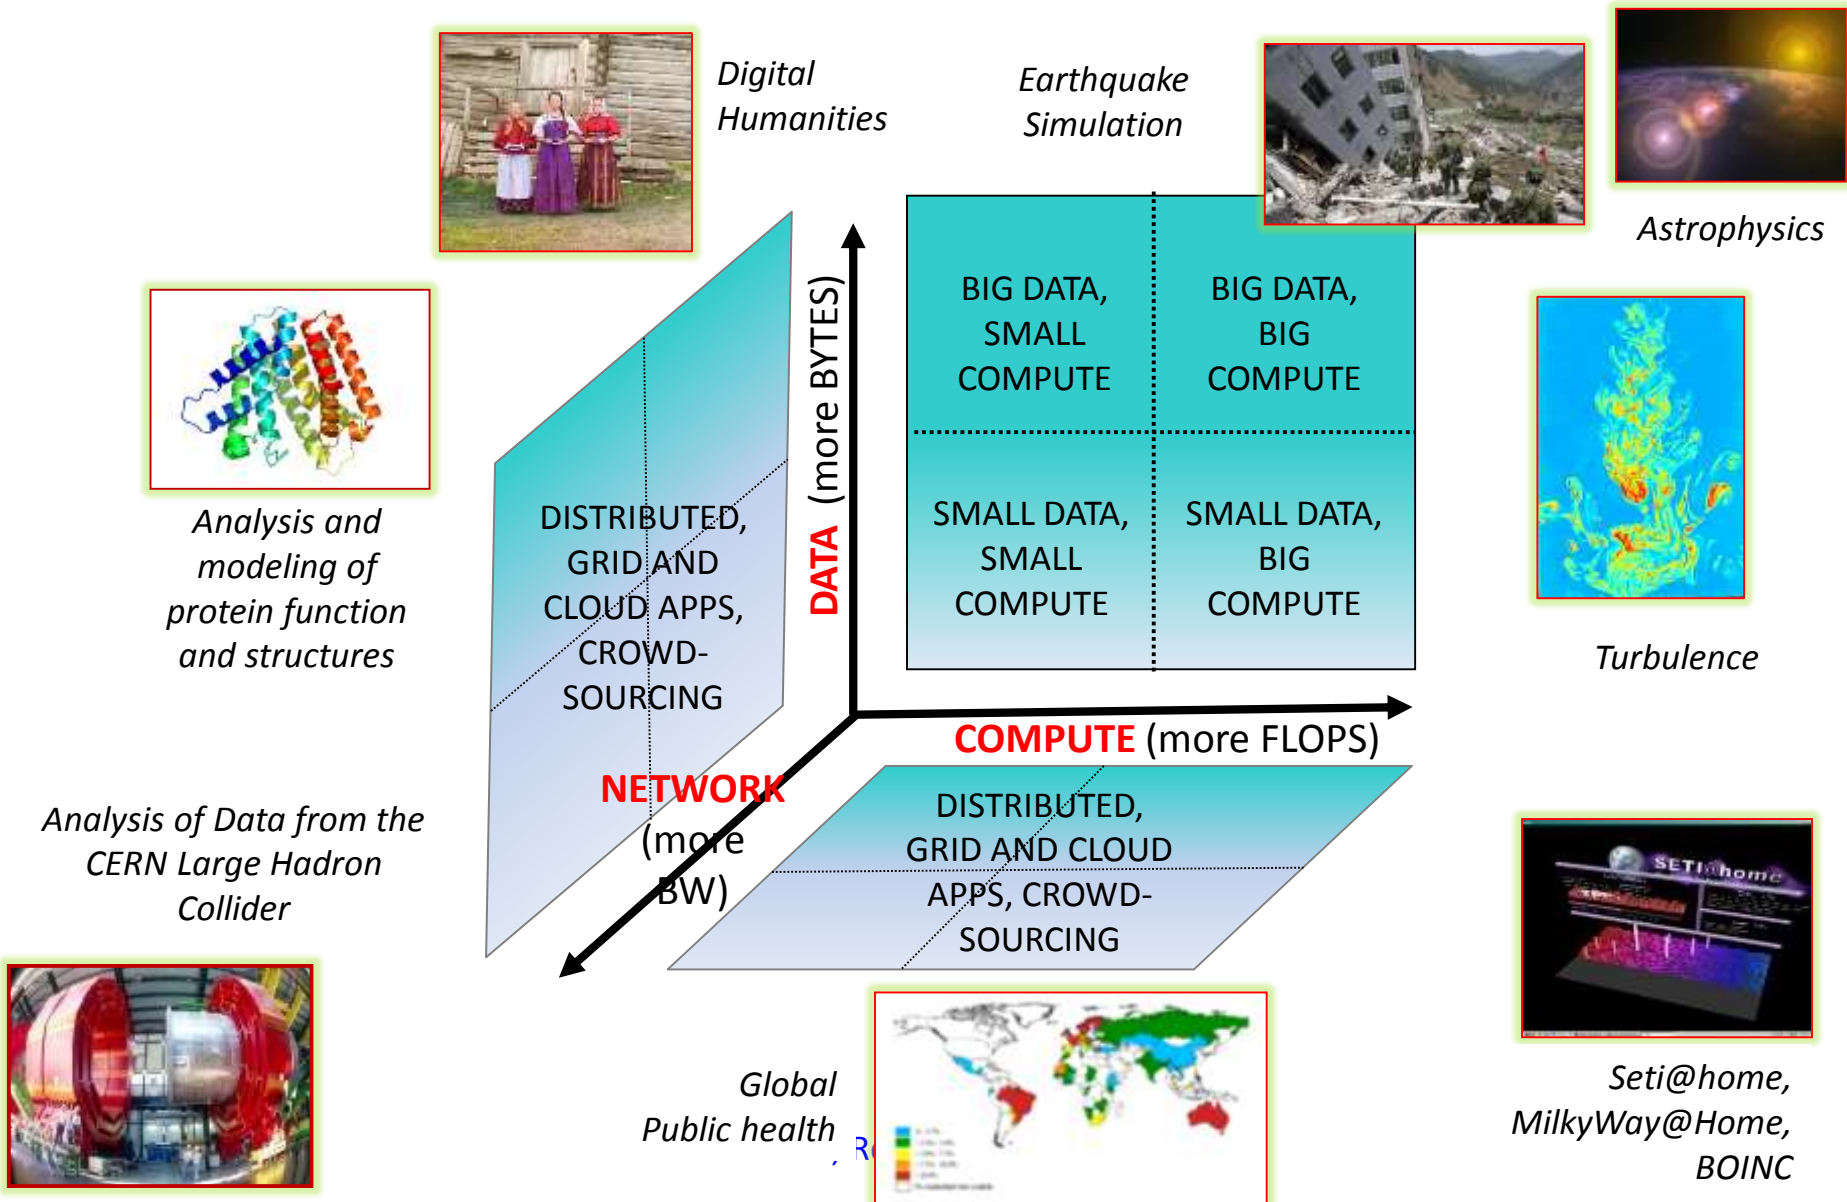 Digital
Humanities
Earthquake
Simulation
Astrophysics
BIG DATA,
SMALL
COMPUTE
BIG DATA,
BIG
COMPUTE
DATA (more BYTES)
SMALL DATA,
SMALL
COMPUTE
SMALL DATA,
BIG
COMPUTE
Analysis and
modeling of
protein function
and structures
DISTRIBUTED,
GRID AND
CLOUD APPS,
CROWD-
SOURCING
Turbulence
COMPUTE (more FLOPS)
NETWORK
(more
BW)
DISTRIBUTED,
GRID AND CLOUD
APPS, CROWD-
SOURCING
Analysis of Data from the
CERN Large Hadron
Collider
SETI@home
Global
Public health
Seti@home,
MilkyWay@Home,
BOINC